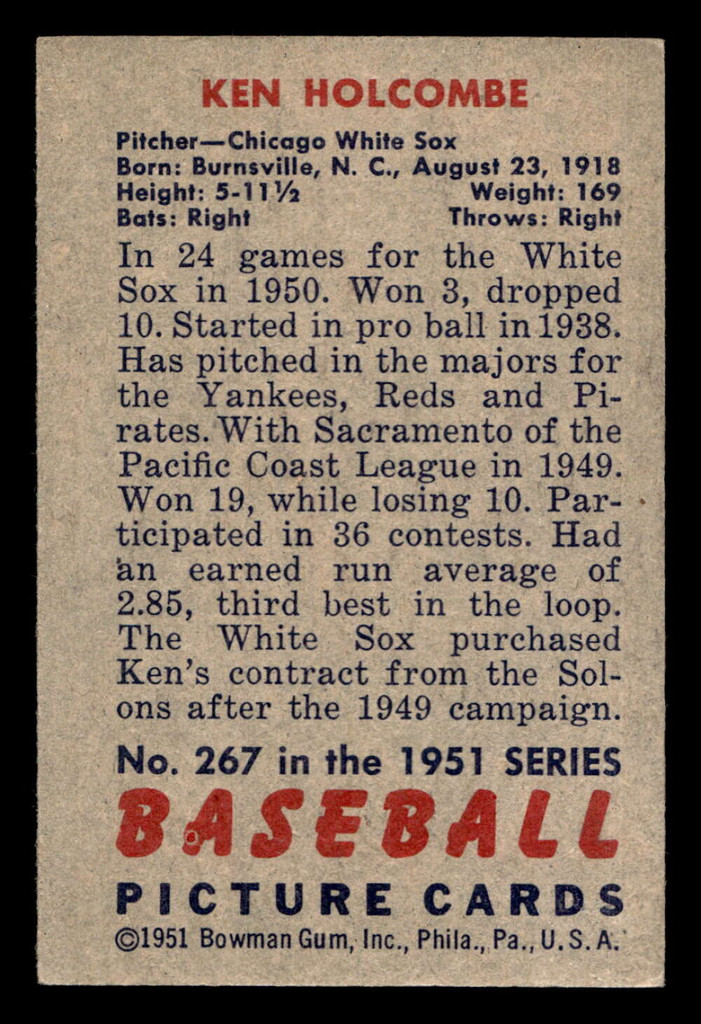 KEN HOLCOMBE
Pitcher—Chicago White Sox
Born: Burnsville, N. C., August 23, 1918
Height: 5-11½ Weight: 169
Bats: Right Throws: Right
In 24 games for the White
Sox in 1950. Won 3, dropped
10. Started in pro ball in 1938.
Has pitched in the majors for
the Yankees, Reds and Pi-
rates. With Sacramento of the
Pacific Coast League in 1949.
Won 19, while losing 10. Par-
ticipated in 36 contests. Had
an earned run average of
2.85, third best in the loop.
The White Sox purchased
Ken's contract from the Sol-
ons after the 1949 campaign.
No. 267 in the 1951 SERIES
BASEBALL
PICTURE CARDS
©1951 Bowman Gum, Inc., Phila., Pa., U. S. A.